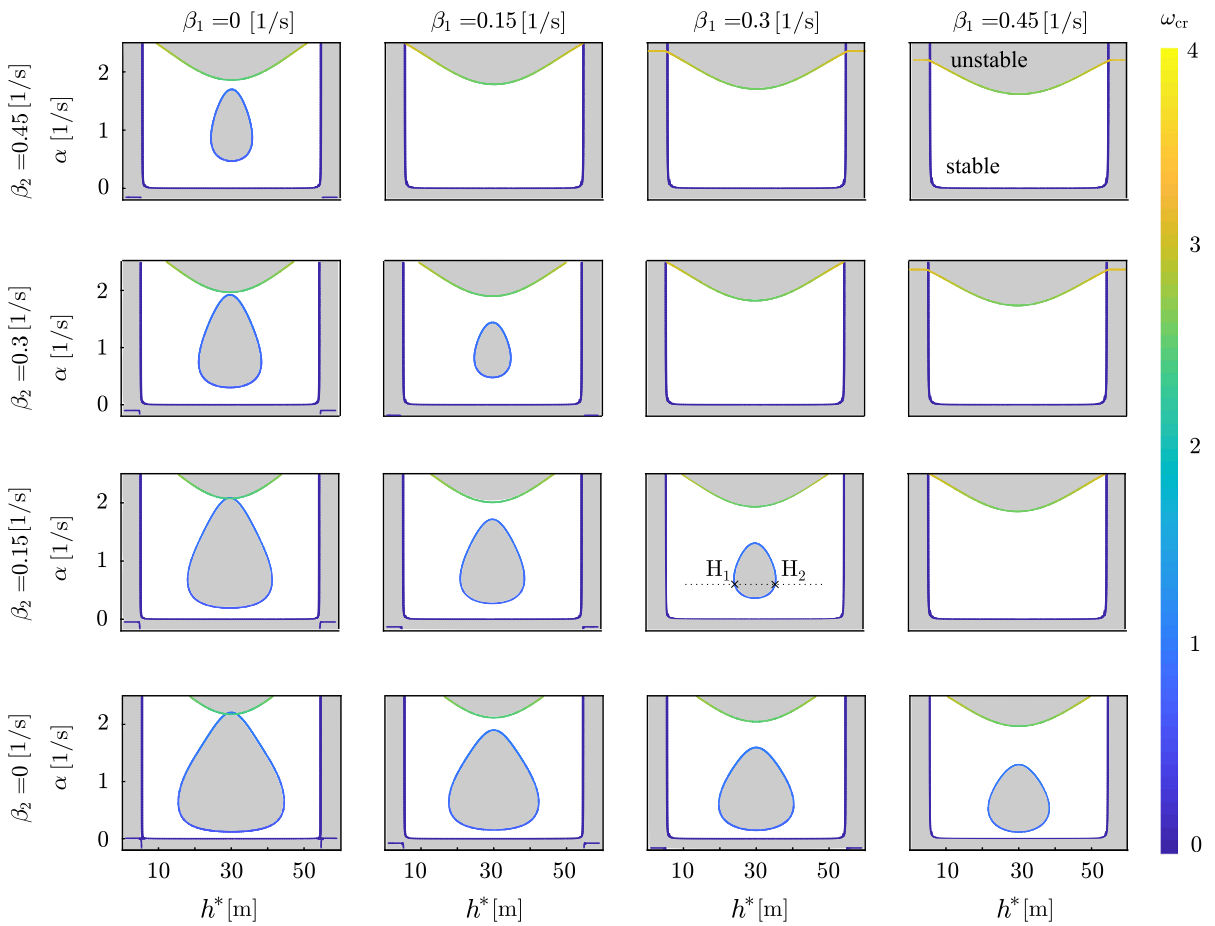 β₁ =0 [1/s] β₁ =0.15 [1/s] β₁ =0.3 [1/s] β₁ =0.45 [1/s] ω_cr
β₂ =0.45 [1/s]
α [1/s]
2
1
0
unstable
stable
4
3
2
1
0
β₂ =0.3 [1/s]
α [1/s]
2
1
0
β₂ =0.15 [1/s]
α [1/s]
2
1
0
H₁ H₂
β₂ =0 [1/s]
α [1/s]
2
1
0
10 30 50 10 30 50 10 30 50 10 30 50
h* [m] h* [m] h* [m] h* [m]